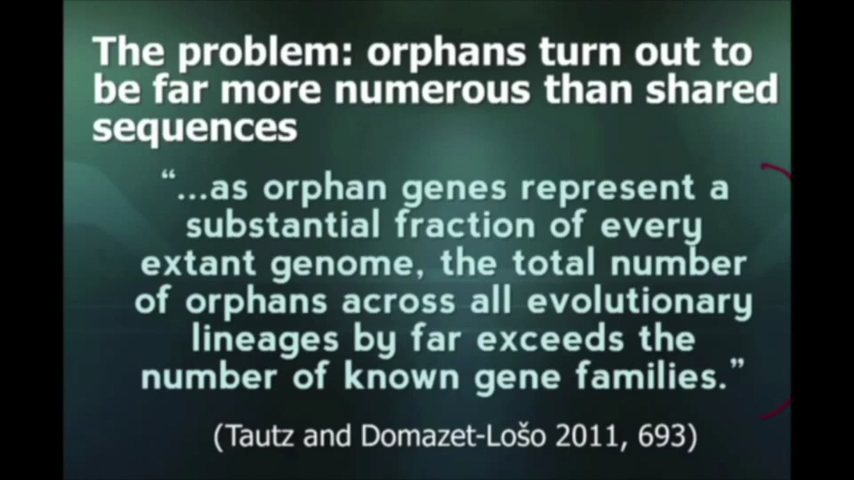 The problem: orphans turn out to
be far more numerous than shared
sequences
“...as orphan genes represent a
substantial fraction of every
extant genome, the total number
of orphans across all evolutionary
lineages by far exceeds the
number of known gene families.”
(Tautz and Domazet-Lošo 2011, 693)